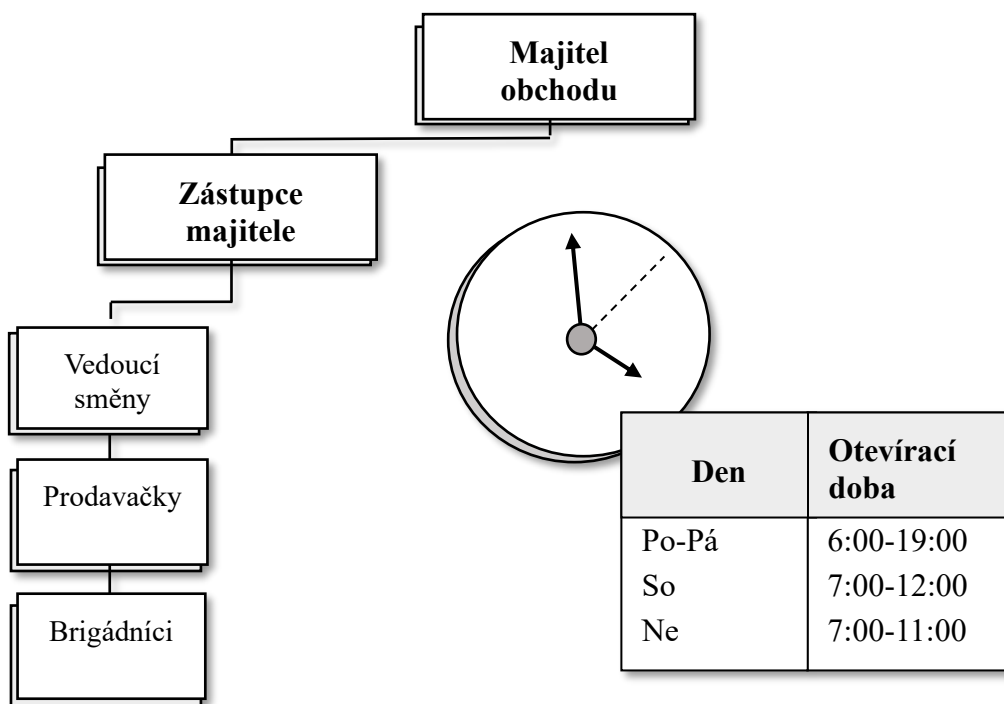 Majitel
obchodu
Zástupce
majitele
Vedoucí
směny
Prodavačky
Brigádníci
Den
Otevírací
doba
Po-Pá 6:00-19:00
So 7:00-12:00
Ne 7:00-11:00